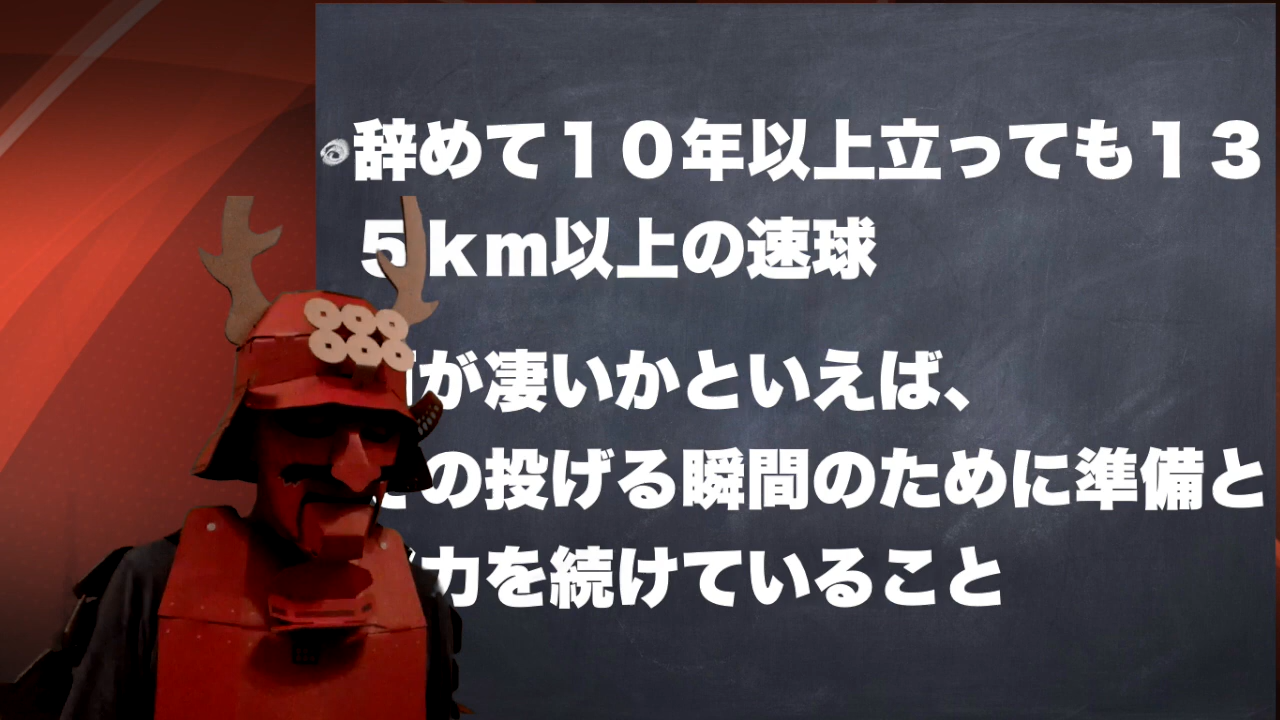 辞めて１０年以上立っても１３
５ｋｍ以上の速球
が凄いかといえば、
の投げる瞬間のために準備と
力を続けていること